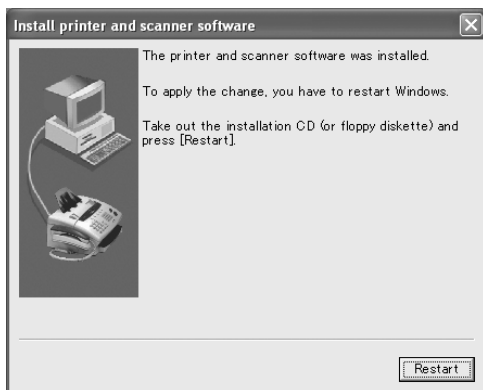 Install printer and scanner software
The printer and scanner software was installed.
To apply the change, you have to restart Windows.
Take out the installation CD (or floppy diskette) and
press [Restart].
Restart